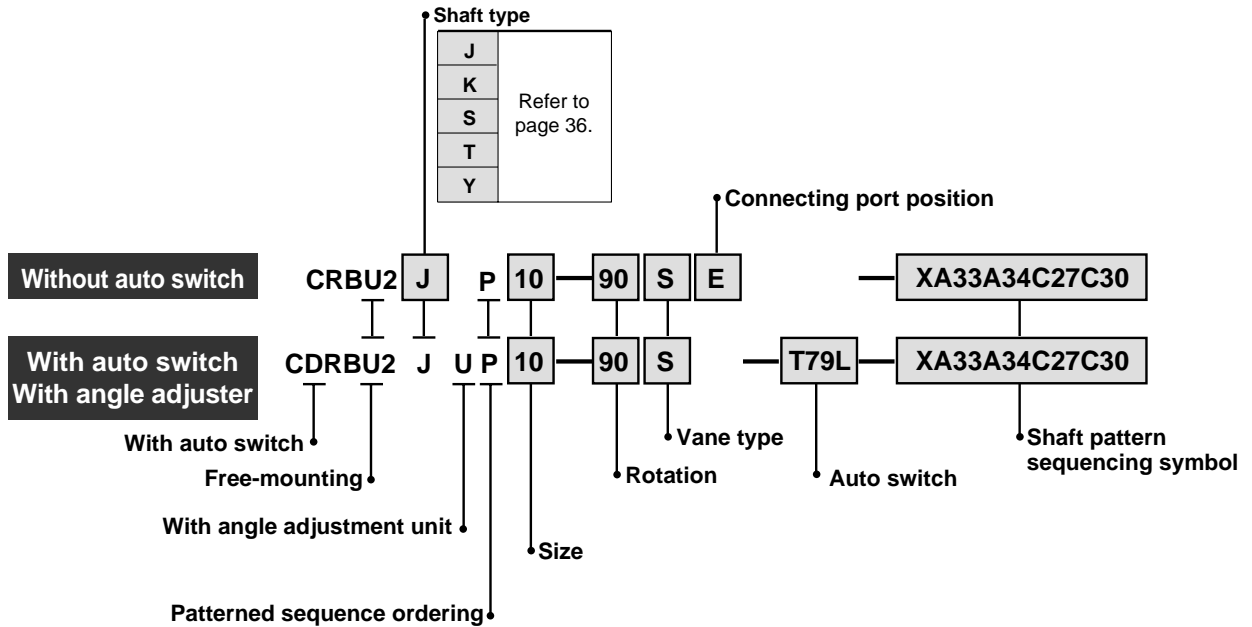 Shaft type
J
K
S
T
Y
Refer to
page 36.
Connecting port position
Without auto switch
CRBU2 J P 10 — 90 S E — XA33A34C27C30
With auto switch
With angle adjuster
CDRBU2 J U P 10 — 90 S — T79L — XA33A34C27C30
With auto switch
Free-mounting
With angle adjustment unit
Patterned sequence ordering
Size
Rotation
Vane type
Auto switch
Shaft pattern
sequencing symbol